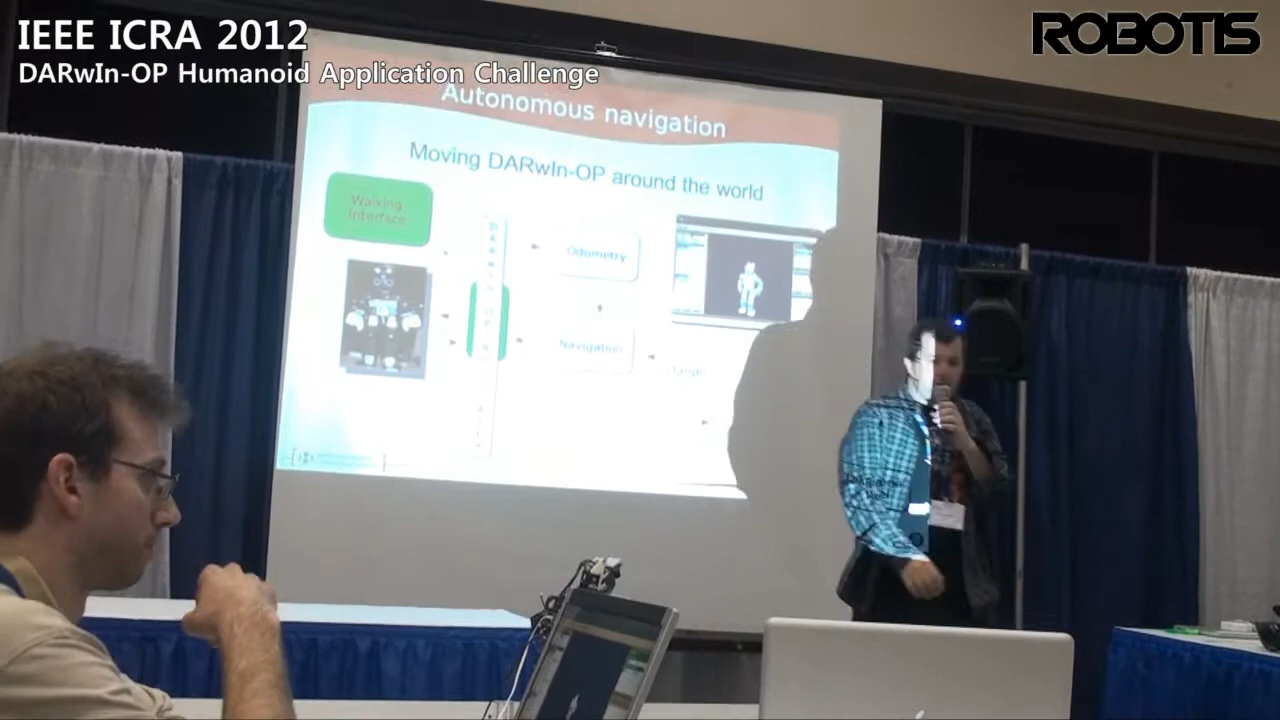 IEEE ICRA 2012
DARwIn-OP Humanoid Application Challenge
ROBOTIS
Autonomous navigation
Moving DARwIn-OP around the world
Walking
Interface
Odometry
Navigation
Target